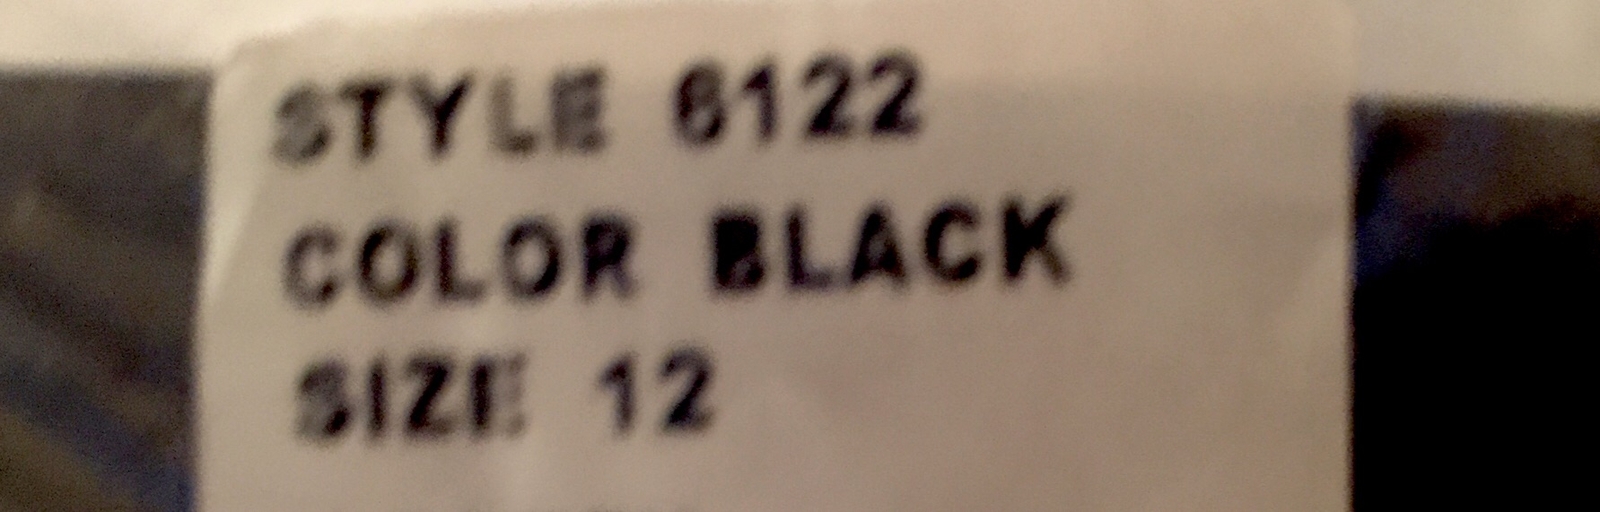 STYLE 6122
COLOR BLACK
SIZE 12